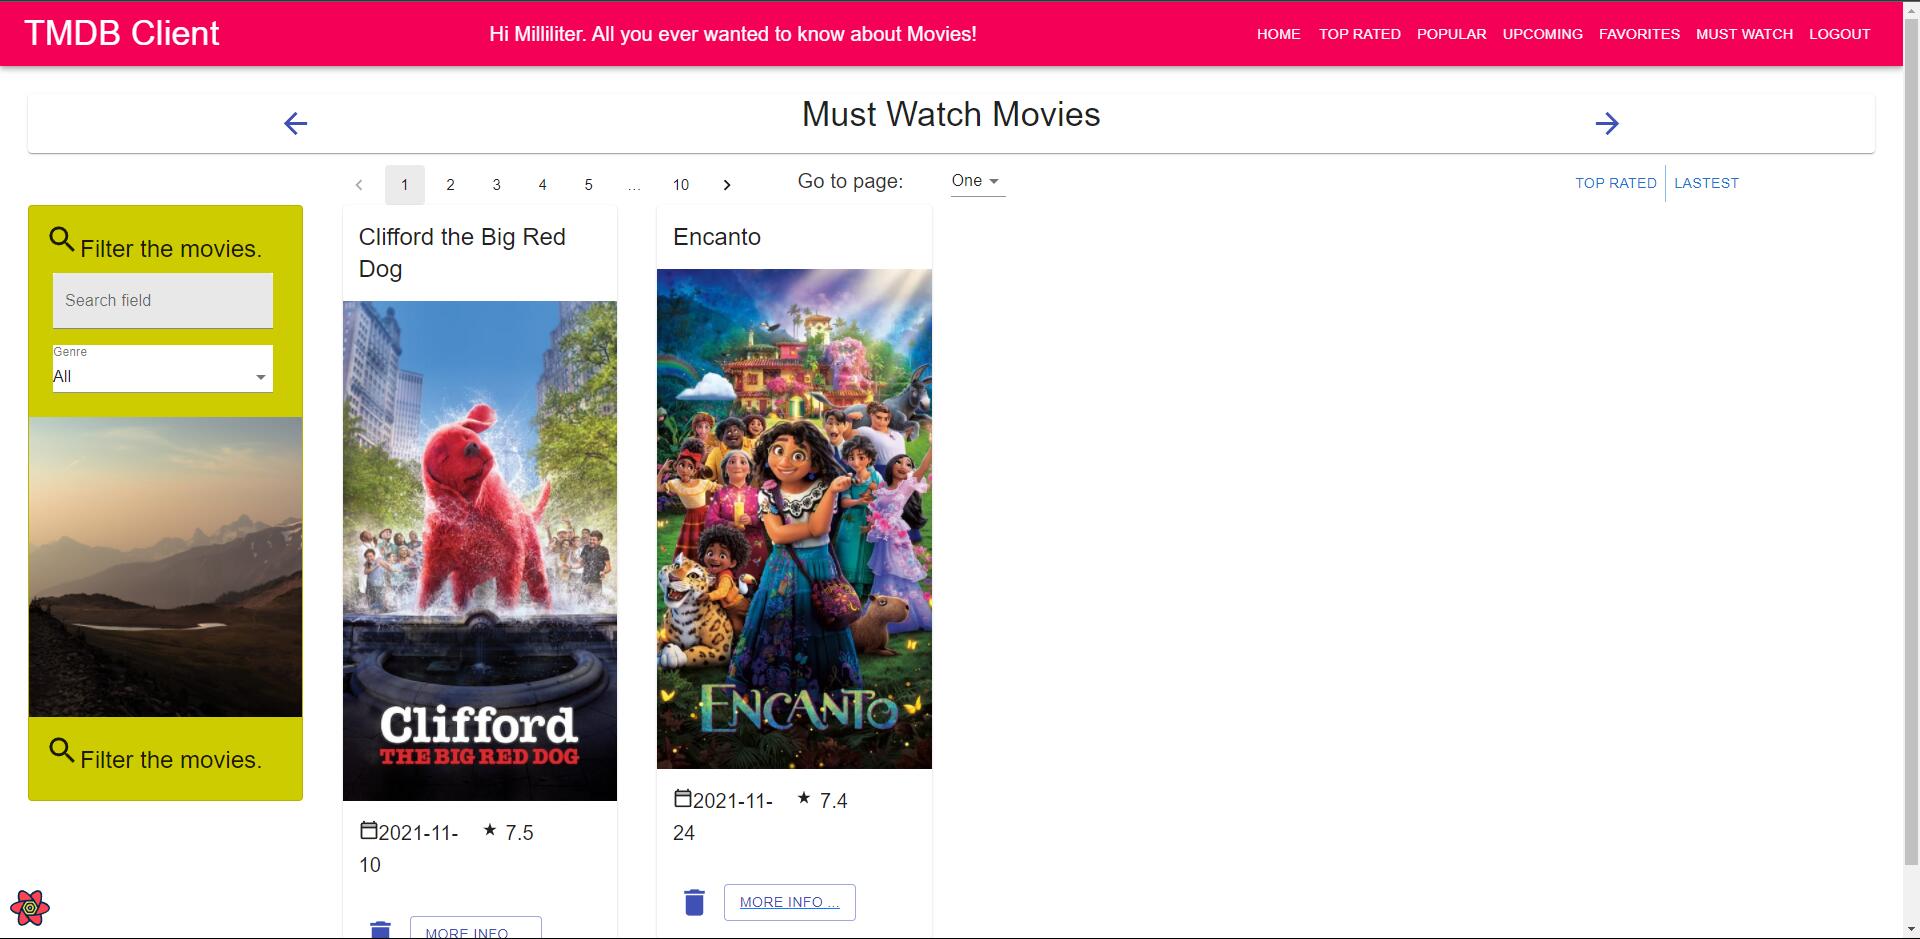 TMDB Client
Hi Milliliter. All you ever wanted to know about Movies!
HOME TOP RATED POPULAR UPCOMING FAVORITES MUST WATCH LOGOUT
Must Watch Movies
1 2 3 4 5 ... 10
Go to page: One
TOP RATED LASTEST
Filter the movies.
Search field
Genre
All
Filter the movies.
Clifford the Big Red
Dog
Clifford
THE BIG RED DOG
2021-11-
10
7.5
MORE INFO ...
Encanto
ENCANTO
2021-11-
24
7.4
MORE INFO ...